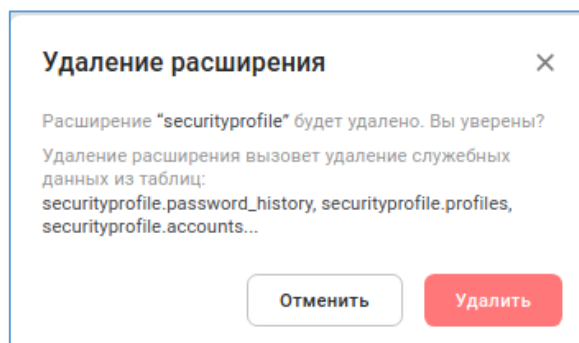 Удаление расширения
Расширение “securityprofile” будет удалено. Вы уверены?
Удаление расширения вызовет удаление служебных
данных из таблиц:
securityprofile.password_history, securityprofile.profiles,
securityprofile.accounts...
Отменить
Удалить